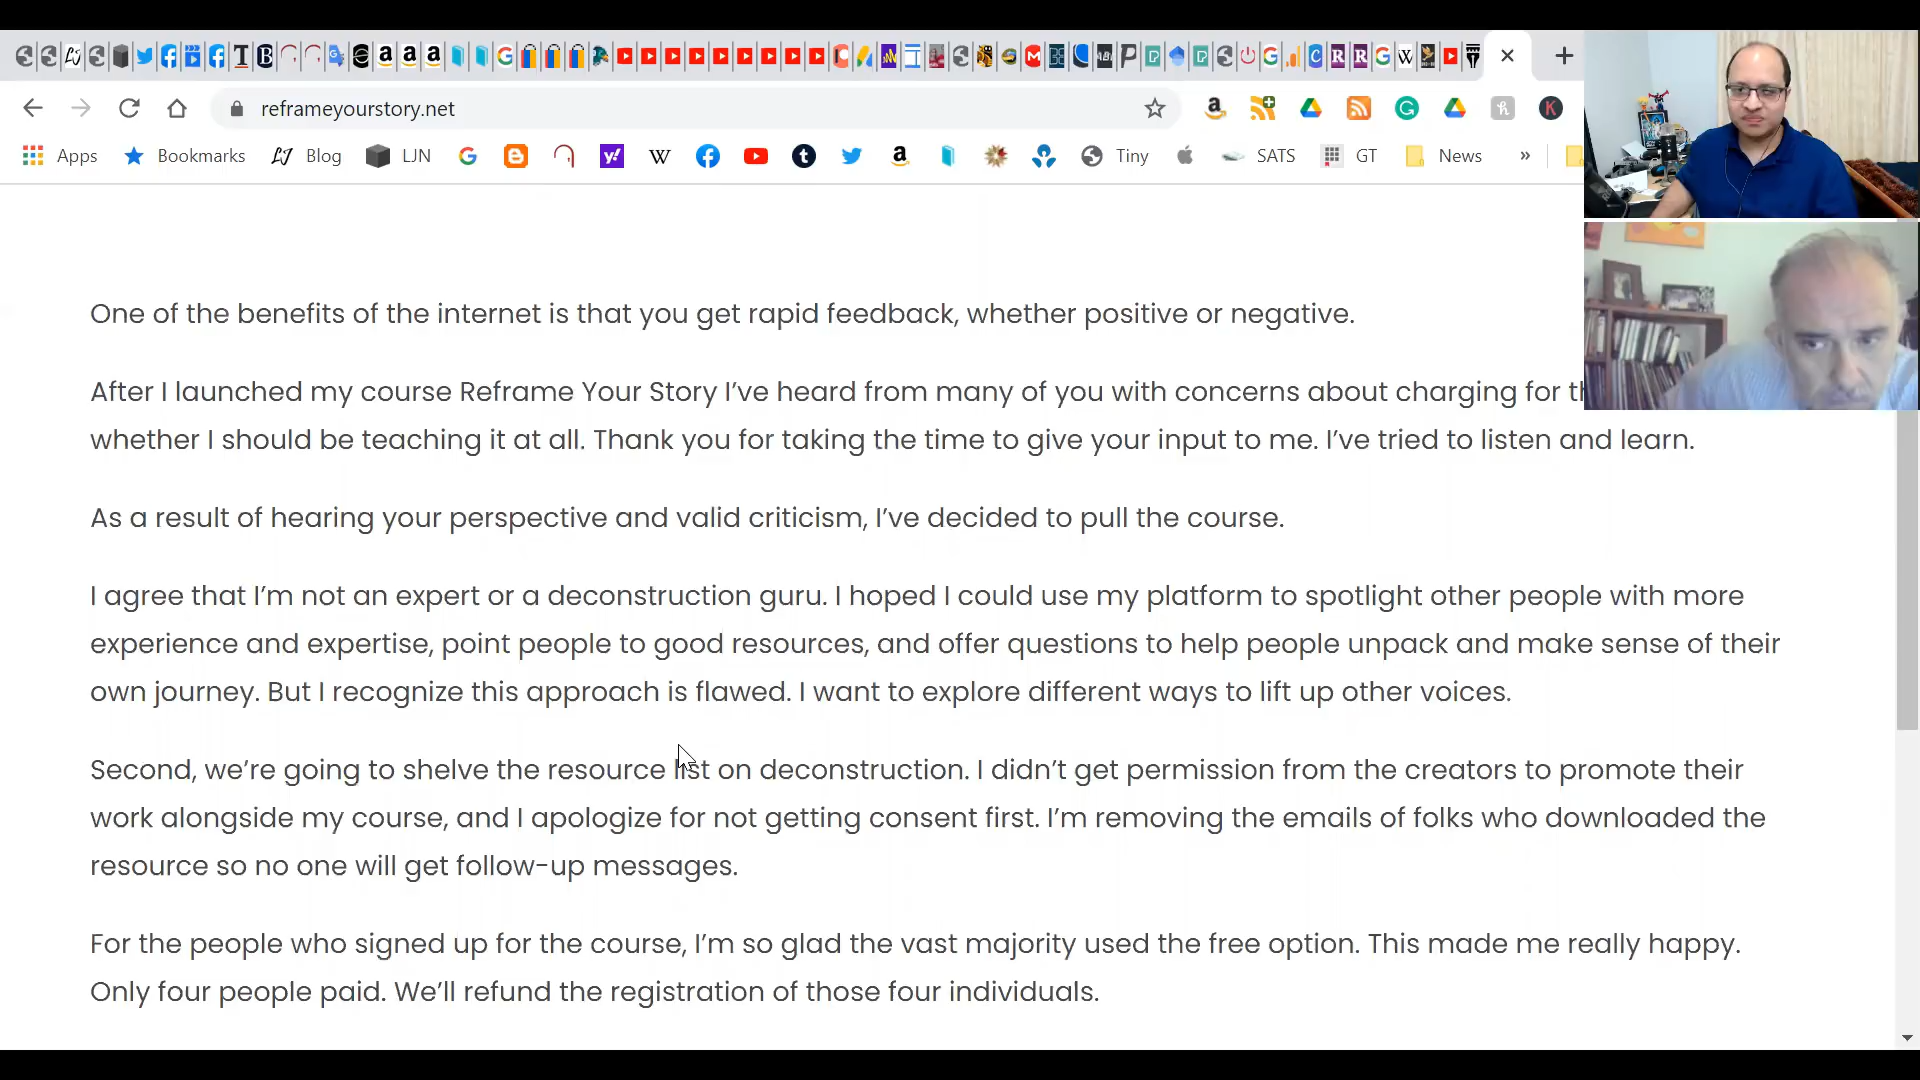 reframeyourstory.net
Apps Bookmarks Blog LJN Tiny SATS GT News »
One of the benefits of the internet is that you get rapid feedback, whether positive or negative.
After I launched my course Reframe Your Story I’ve heard from many of you with concerns about charging for
whether I should be teaching it at all. Thank you for taking the time to give your input to me. I’ve tried to listen and learn.
As a result of hearing your perspective and valid criticism, I’ve decided to pull the course.
I agree that I’m not an expert or a deconstruction guru. I hoped I could use my platform to spotlight other people with more
experience and expertise, point people to good resources, and offer questions to help people unpack and make sense of their
own journey. But I recognize this approach is flawed. I want to explore different ways to lift up other voices.
Second, we’re going to shelve the resource list on deconstruction. I didn’t get permission from the creators to promote their
work alongside my course, and I apologize for not getting consent first. I’m removing the emails of folks who downloaded the
resource so no one will get follow-up messages.
For the people who signed up for the course, I’m so glad the vast majority used the free option. This made me really happy.
Only four people paid. We’ll refund the registration of those four individuals.